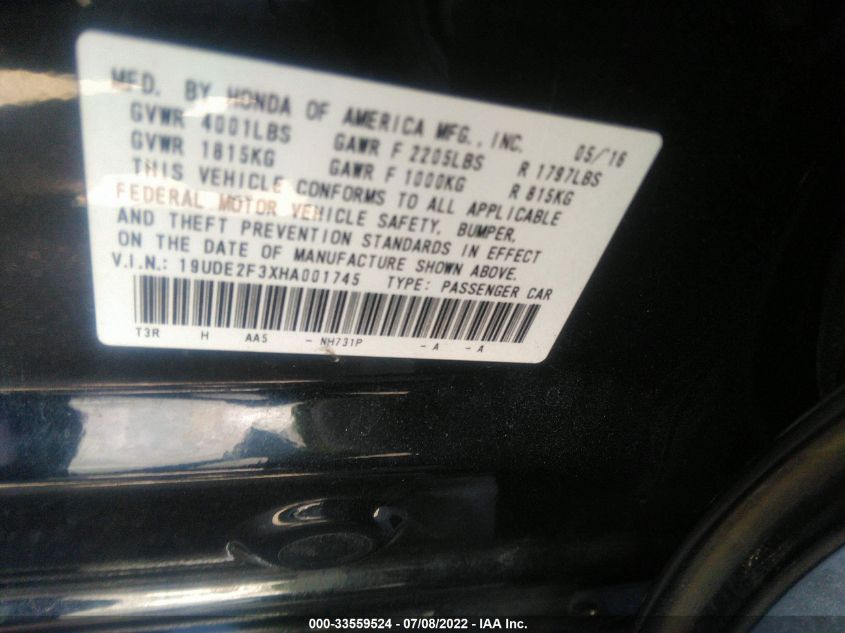 MFD. BY HONDA OF AMERICA MFG., INC. 05/16
GVWR 4001LBS GAWR F 2205LBS R 1797LBS
GVWR 1815KG GAWR F 1000KG R 815KG
THIS VEHICLE CONFORMS TO ALL APPLICABLE
FEDERAL MOTOR VEHICLE SAFETY, BUMPER,
AND THEFT PREVENTION STANDARDS IN EFFECT
ON THE DATE OF MANUFACTURE SHOWN ABOVE.
V.I.N.: 19UDE2F3XHA001745 TYPE: PASSENGER CAR
T3R H AA5 - NH731P - A - A
000-33559524 - 07/08/2022 - IAA Inc.